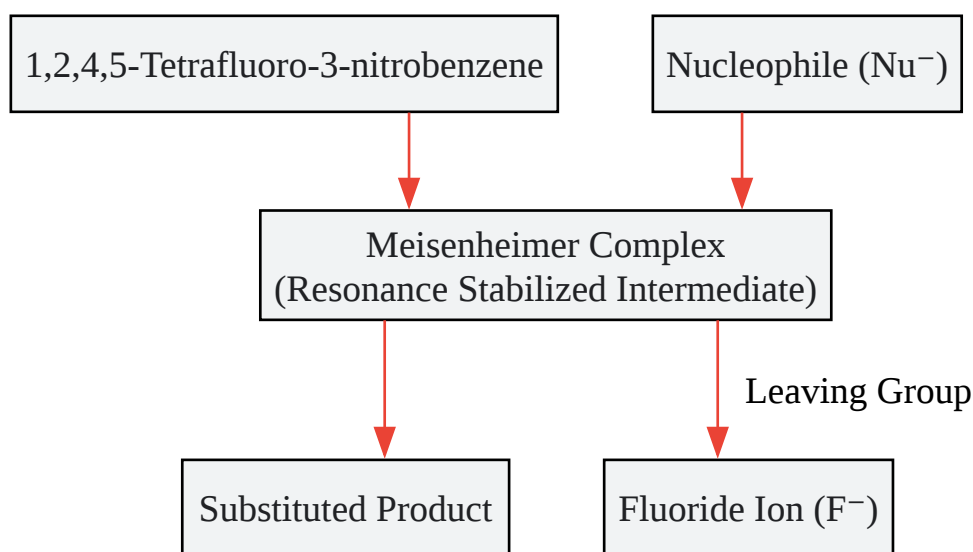 1,2,4,5-Tetrafluoro-3-nitrobenzene
Nucleophile (Nu⁻)
Meisenheimer Complex
(Resonance Stabilized Intermediate)
Leaving Group
Substituted Product
Fluoride Ion (F⁻)